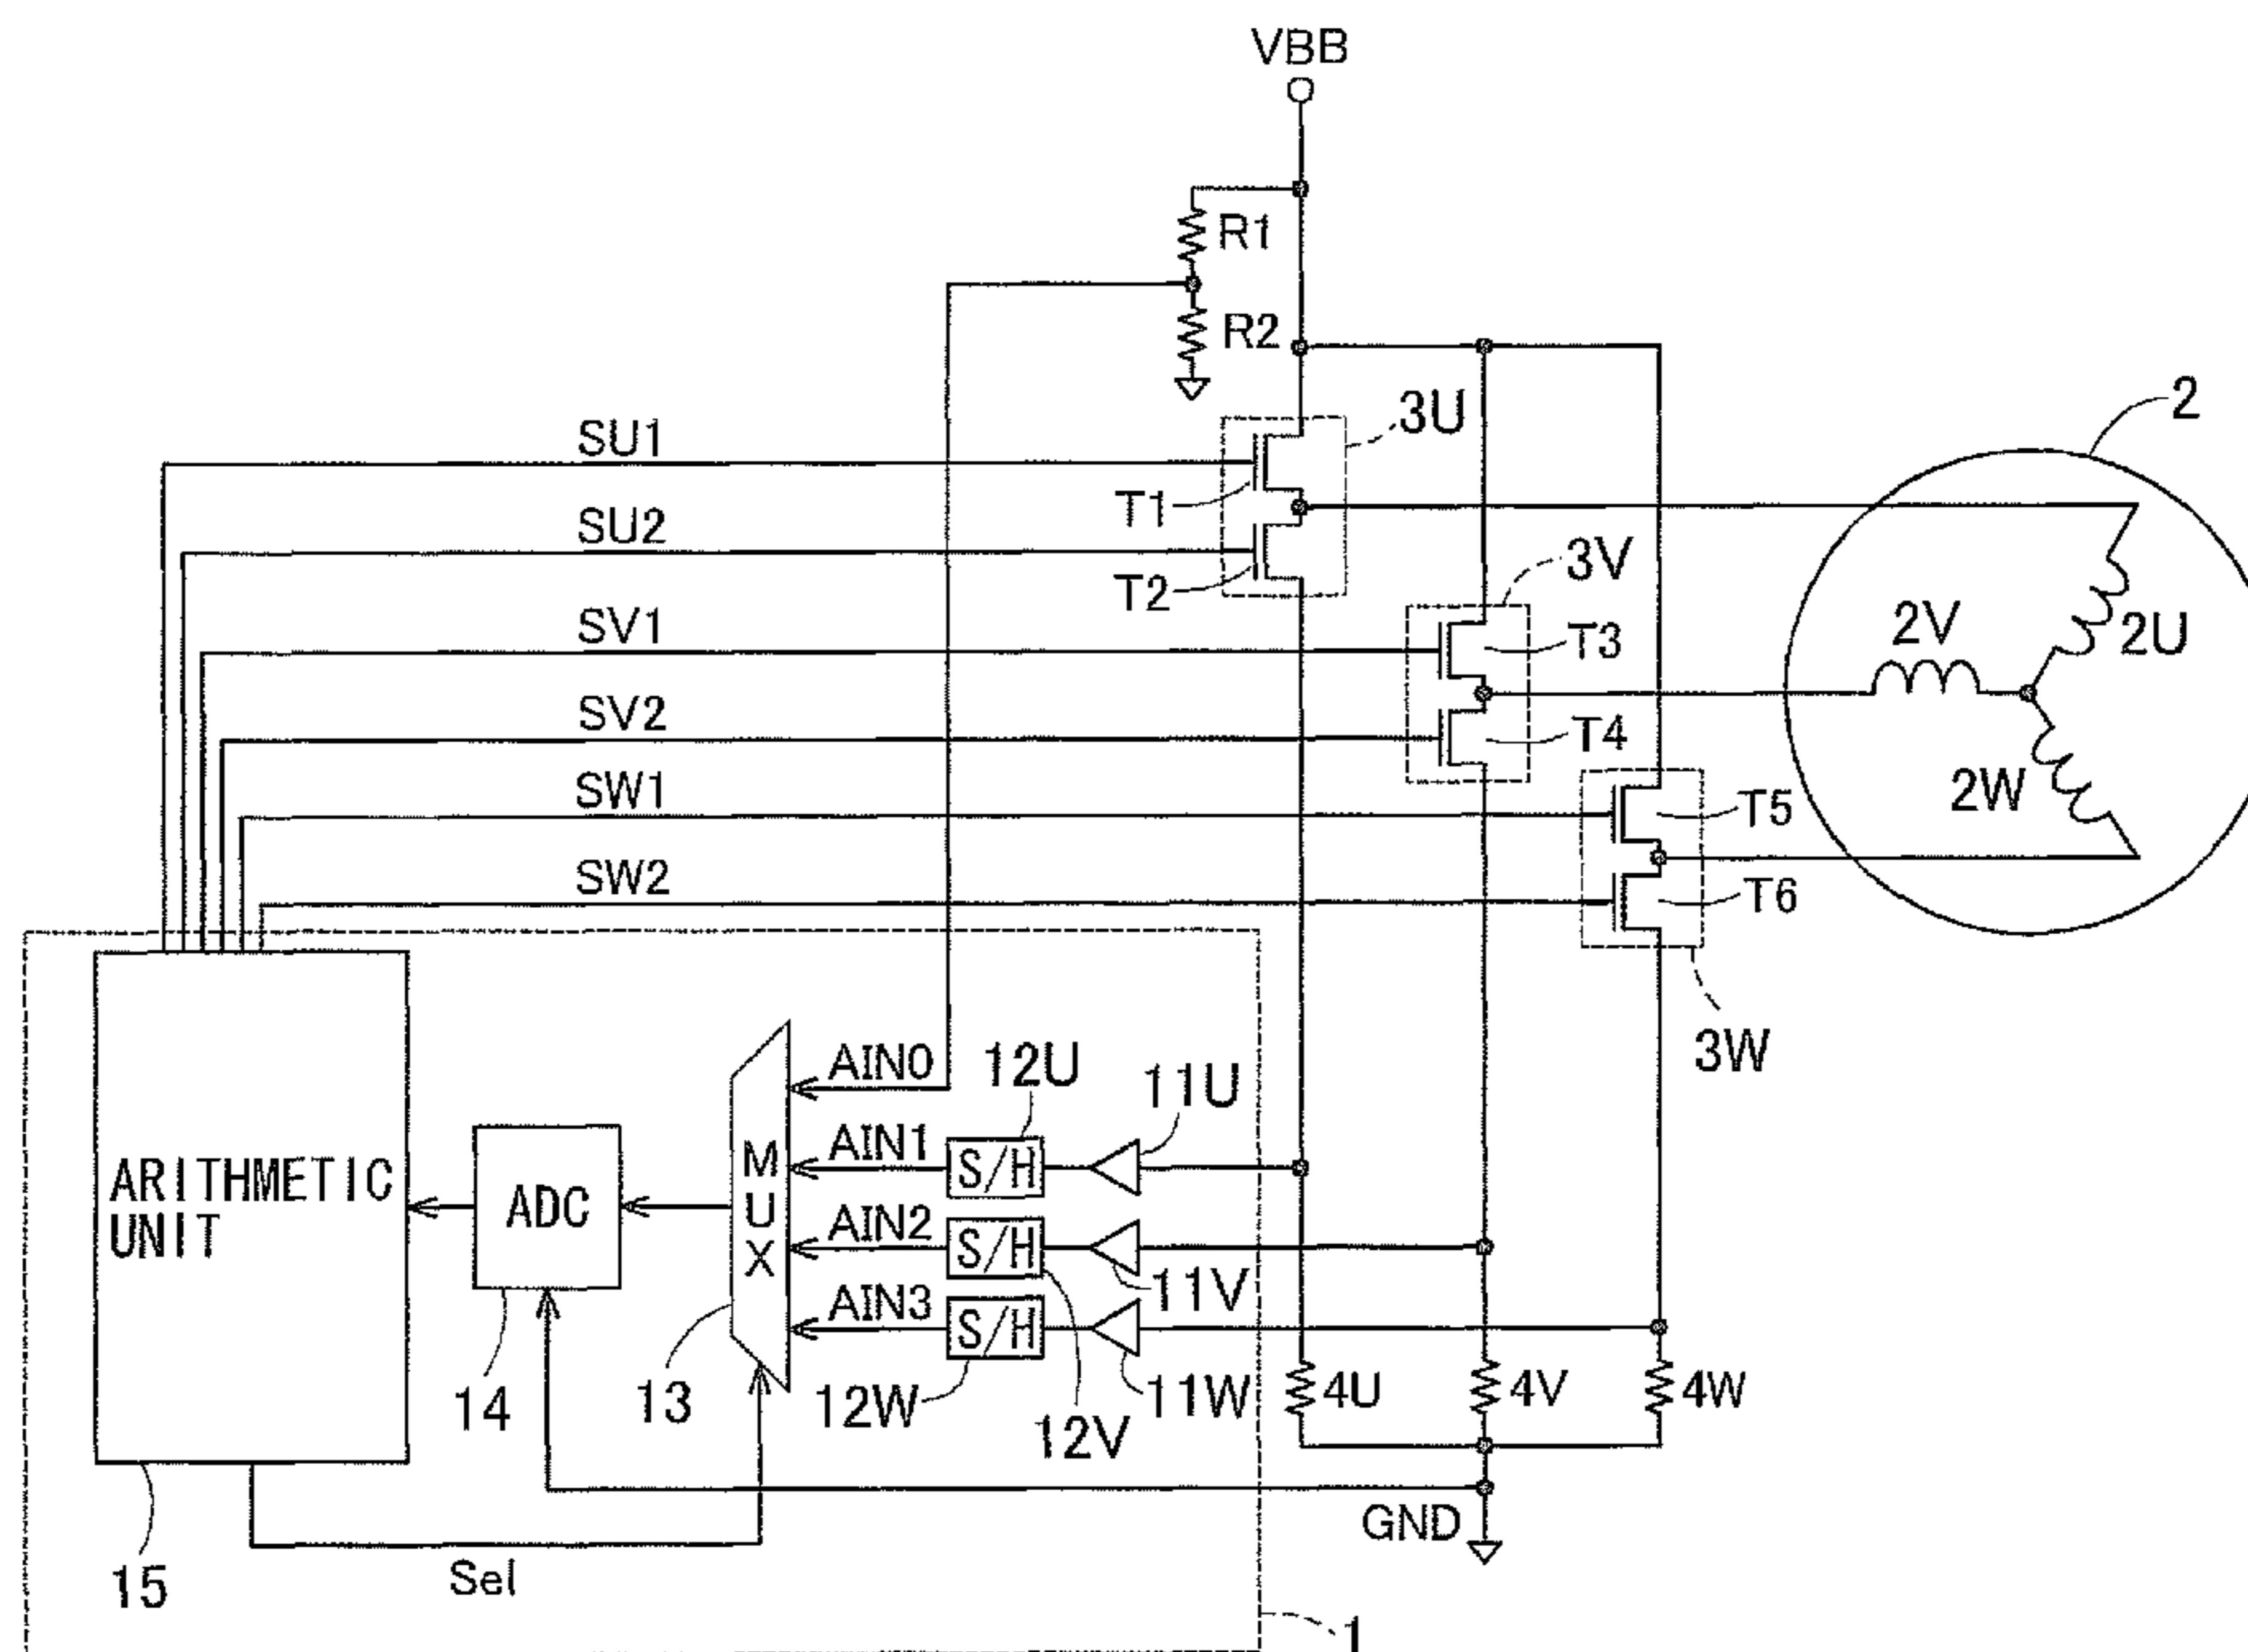 VBB
R1
R2
3U
2
SU1
T1
SU2
T2
3V
SV1
T3
2V
2U
SV2
T4
SW1
2W
T5
SW2
T6
3W
AIN0
12U
11U
AIN1
S/H
ARITHMETIC
UNIT
ADC
MUX
AIN2
S/H
11V
AIN3
S/H
14
13
12W
12V
11W
4U
4V
4W
GND
15
Sel
1